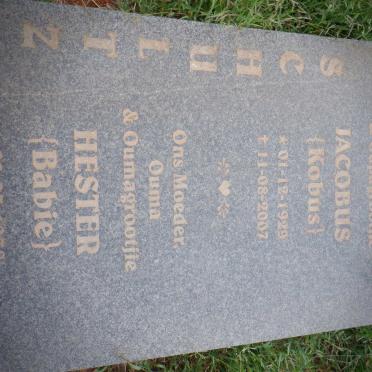 SCHULTZ
JACOBUS
{Kobus}
* 01-12-1929
† 11-08-2007
Ons Moeder,
Ouma
& Oumagrootjie
HESTER
{Babie}